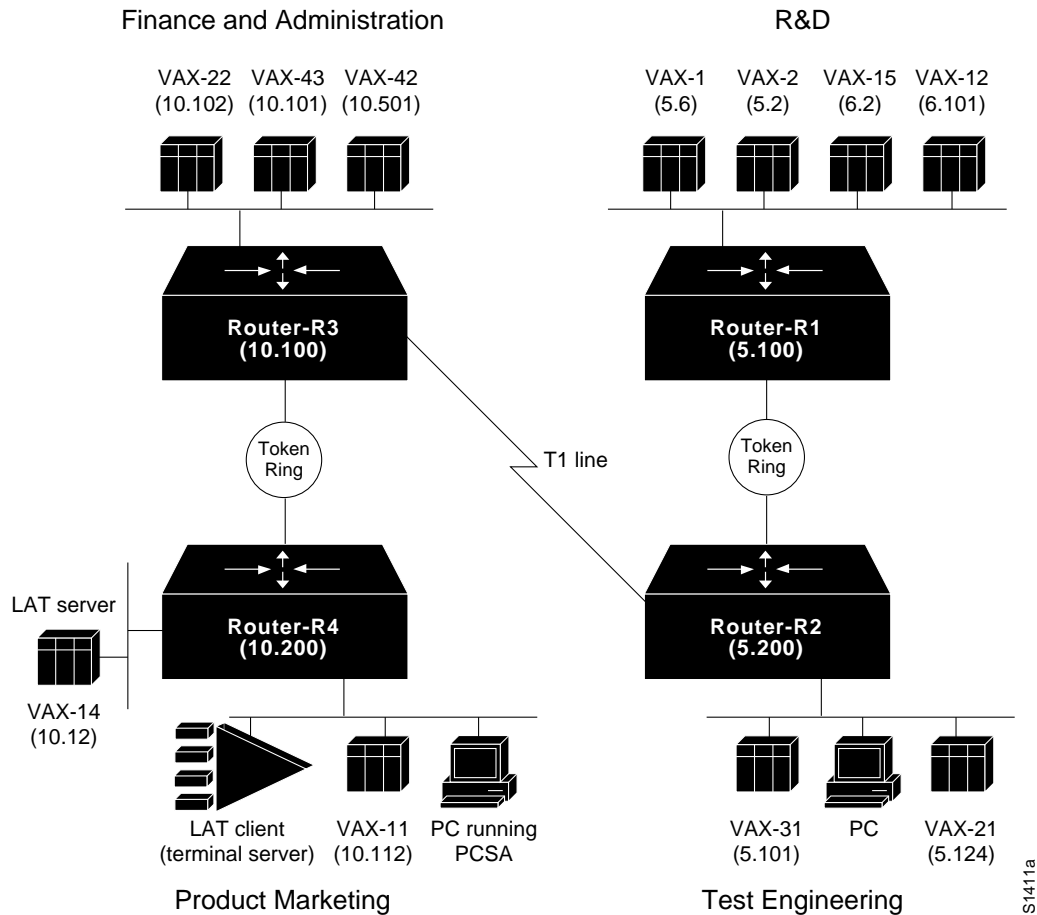 Finance and Administration
R&D
VAX-22
(10.102)
VAX-43
(10.101)
VAX-42
(10.501)
VAX-1
(5.6)
VAX-2
(5.2)
VAX-15
(6.2)
VAX-12
(6.101)
Router-R3
(10.100)
Router-R1
(5.100)
Token
Ring
T1 line
Token
Ring
LAT server
Router-R4
(10.200)
Router-R2
(5.200)
VAX-14
(10.12)
LAT client
(terminal server)
VAX-11
(10.112)
PC running
PCSA
VAX-31
(5.101)
PC
VAX-21
(5.124)
Product Marketing
Test Engineering
S1411a